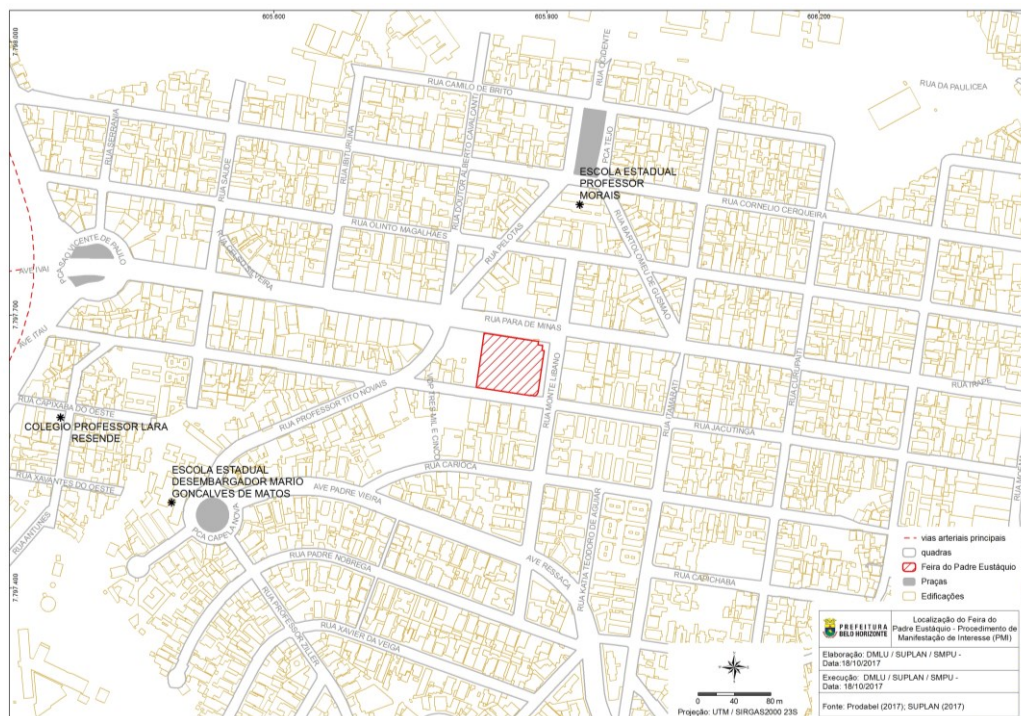 605.600
605.900
606.200
7.798.000
RUA OCIDENTE
RUA CAMILO DE BRITO
RUA DA PAULICEA
RUA SERRANIA
RUA SAUDE
RUA IBITURUNA
RUA DOUTOR ALBERTO CAVALCANTI
PCA TEJO
ESCOLA ESTADUAL
PROFESSOR
MORAIS
RUA CORNELIO CERQUEIRA
RUA OLINTO MAGALHÃES
RUA PELOTAS
RUA BARTOLOMEU DE GUSMAO
PCA SÃO VICENTE DE PAULO
AVE IVAI
7.797.700
AVE ITAU
RUA PARA DE MINAS
RUA IRAPE
RUA MONTE LIBANO
RUA PROFESSOR TITO NOVAIS
RUA JACUTINGA
RUA CAPIXABA DO OESTE
COLEGIO PROFESSOR LARA
RESENDE
RUA CARIOCA
ESCOLA ESTADUAL
DESEMBARGADOR MARIO
GONCALVES DE MATOS
RUA XAVANTES DO OESTE
AVE PADRE VIEIRA
PCA CAPELA NOVA
RUA ANTUNES
RUA KATIA TEODORO DE AGUIAR
AVE RESSACA
RUA PADRE NOBREGA
RUA CAPICHABA
7.797.400
RUA PROFESSOR ZILLER
RUA XAVIER DA VEIGA
vias arteriais principais
quadras
Feira do Padre Eustáquio
Praças
Edificações
PREFEITURA
BELO HORIZONTE
Localização do Feira do
Padre Eustáquio - Procedimento de
Manifestação de Interesse (PMI)
Elaboração: DMLU / SUPLAN / SMPU -
Data:18/10/2017
Execução: DMLU / SUPLAN / SMPU -
Data: 18/10/2017
Fonte: Prodabel (2017); SUPLAN (2017)
0 40 80 m
Projeção: UTM / SIRGAS2000 23S